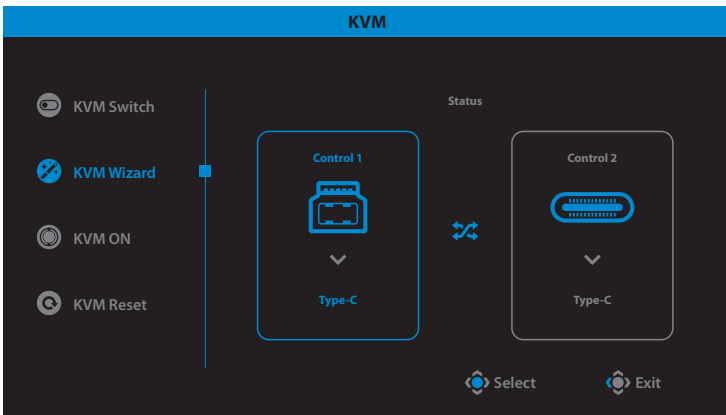 KVM
KVM Switch
KVM Wizard
KVM ON
KVM Reset
Status
Control 1
Type-C
Control 2
Type-C
Select
Exit